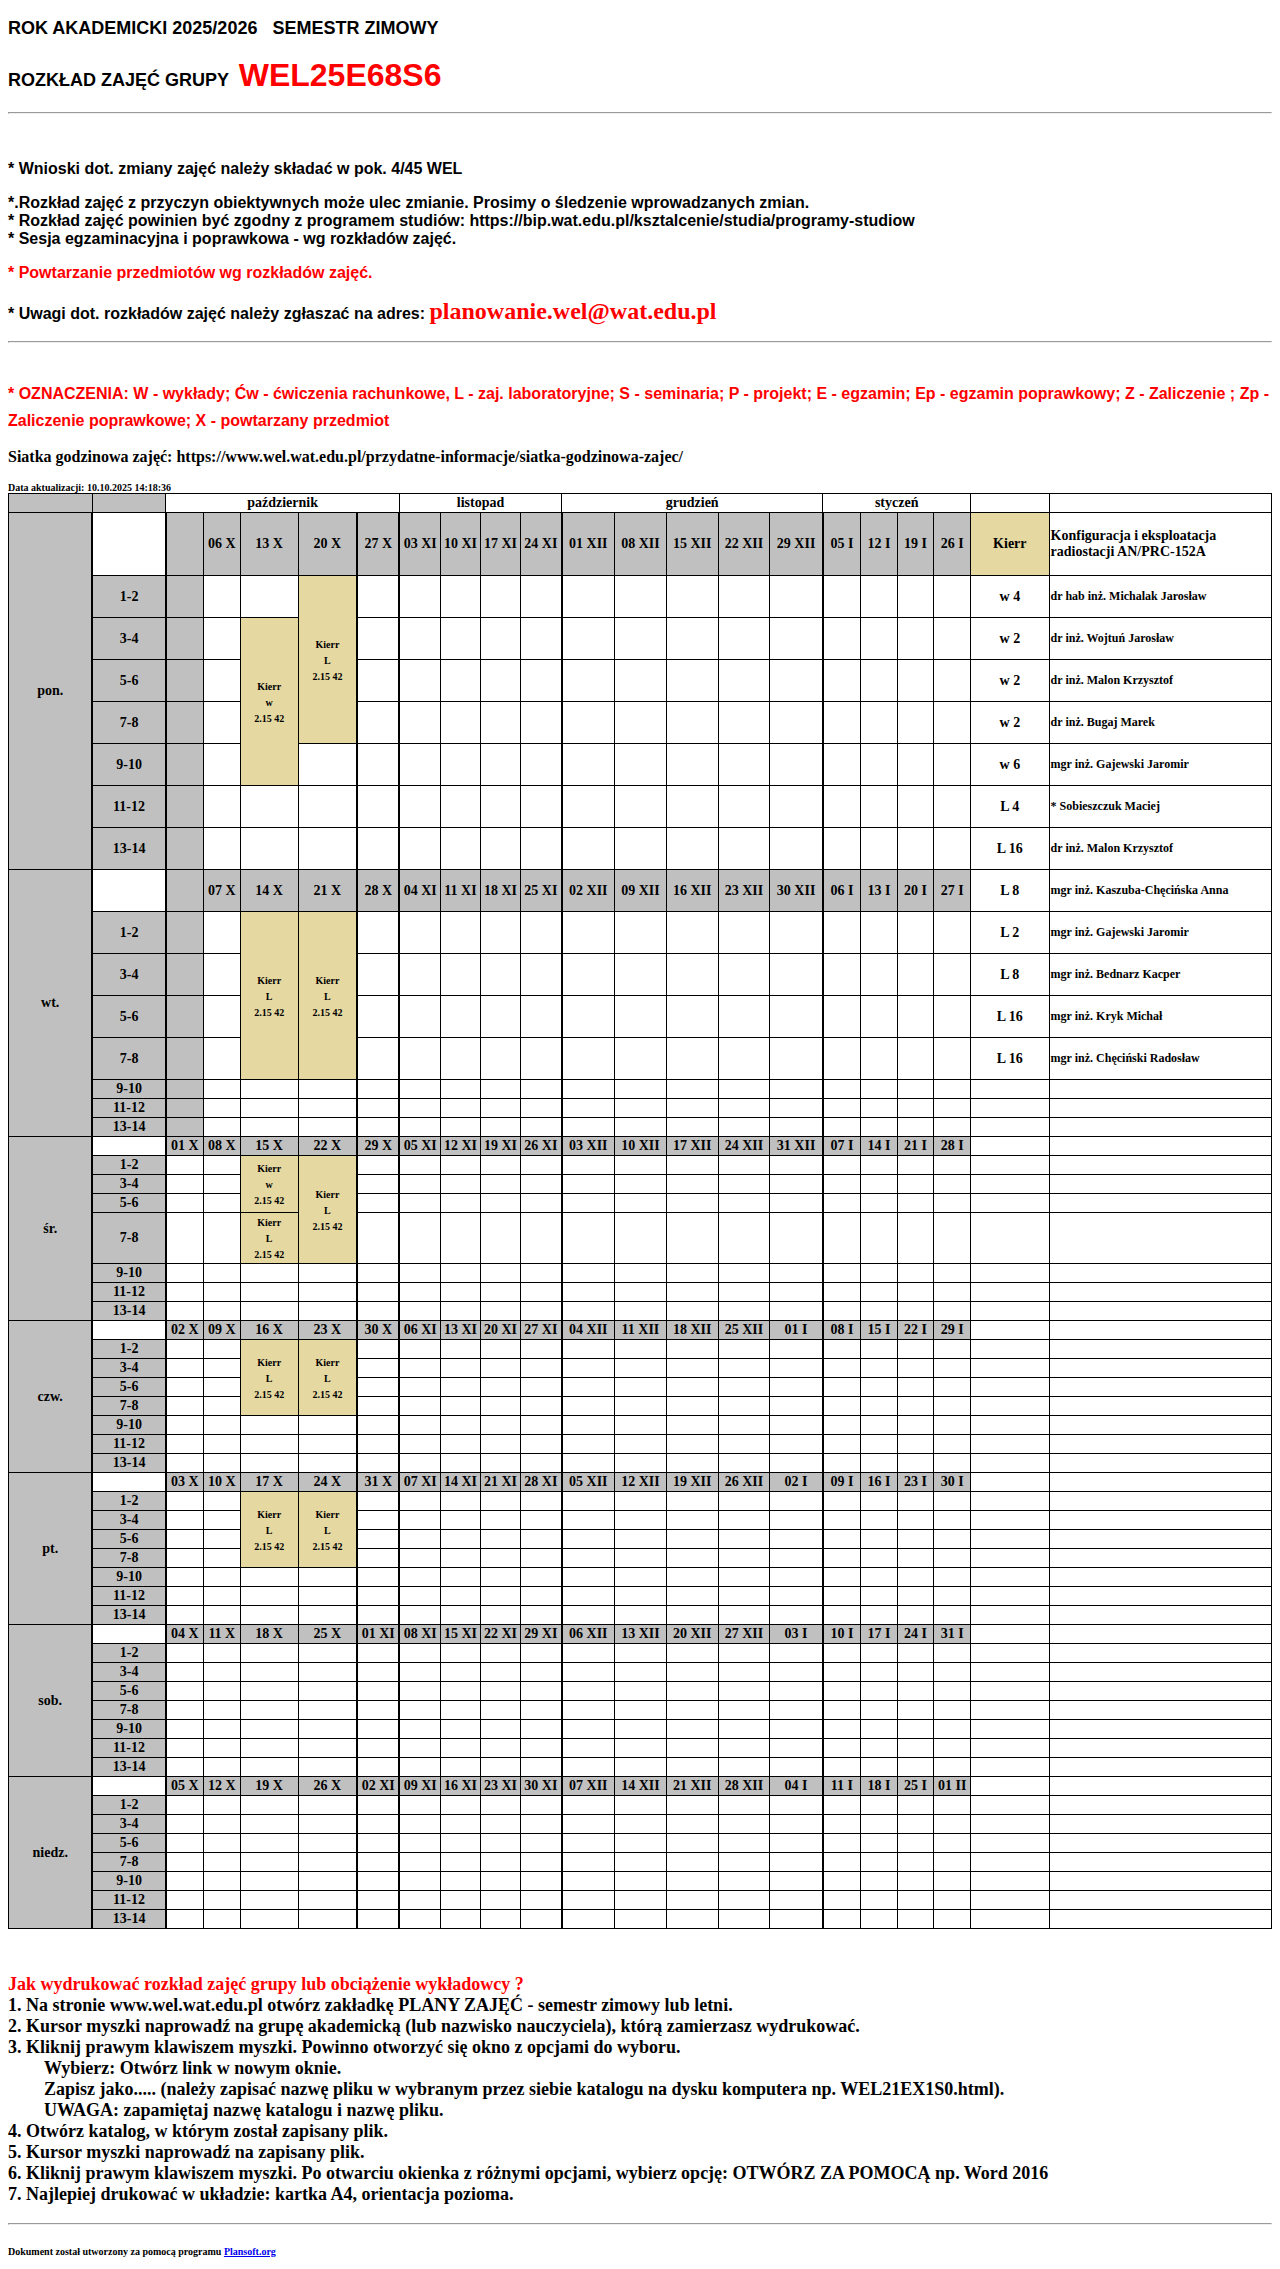 ROK AKADEMICKI 2025/2026 SEMESTR ZIMOWY
ROZKŁAD ZAJĘĆ GRUPY WEL25E68S6
* Wnioski dot. zmiany zajęć należy składać w pok. 4/45 WEL
*.Rozkład zajęć z przyczyn obiektywnych może ulec zmianie. Prosimy o śledzenie wprowadzanych zmian.
* Rozkład zajęć powinien być zgodny z programem studiów: https://bip.wat.edu.pl/ksztalcenie/studia/programy-studiow
* Sesja egzaminacyjna i poprawkowa - wg rozkładów zajęć.
* Powtarzanie przedmiotów wg rozkładów zajęć.
* Uwagi dot. rozkładów zajęć należy zgłaszać na adres: planowanie.wel@wat.edu.pl
* OZNACZENIA: W - wykłady; Ćw - ćwiczenia rachunkowe, L - zaj. laboratoryjne; S - seminaria; P - projekt; E - egzamin; Ep - egzamin poprawkowy; Z - Zaliczenie ; Zp -
Zaliczenie poprawkowe; X - powtarzany przedmiot
Siatka godzinowa zajęć: https://www.wel.wat.edu.pl/przydatne-informacje/siatka-godzinowa-zajec/
Data aktualizacji: 10.10.2025 14:18:36
październik listopad grudzień styczeń
pon.
06 X 13 X 20 X 27 X 03 XI 10 XI 17 XI 24 XI 01 XII 08 XII 15 XII 22 XII 29 XII 05 I 12 I 19 I 26 I Kierr Konfiguracja i eksploatacja
radiostacji AN/PRC-152A
1-2 w 4 dr hab inż. Michalak Jarosław
Kierr
L
2.15 42
3-4 w 2 dr inż. Wojtuń Jarosław
Kierr
w
2.15 42
5-6 w 2 dr inż. Malon Krzysztof
7-8 w 2 dr inż. Bugaj Marek
9-10 w 6 mgr inż. Gajewski Jaromir
11-12 L 4 * Sobieszczuk Maciej
13-14 L 16 dr inż. Malon Krzysztof
wt.
07 X 14 X 21 X 28 X 04 XI 11 XI 18 XI 25 XI 02 XII 09 XII 16 XII 23 XII 30 XII 06 I 13 I 20 I 27 I L 8 mgr inż. Kaszuba-Chęcińska Anna
1-2 L 2 mgr inż. Gajewski Jaromir
Kierr Kierr
L L
2.15 42 2.15 42
3-4 L 8 mgr inż. Bednarz Kacper
5-6 L 16 mgr inż. Kryk Michał
7-8 L 16 mgr inż. Chęciński Radosław
9-10
11-12
13-14
śr.
01 X 08 X 15 X 22 X 29 X 05 XI 12 XI 19 XI 26 XI 03 XII 10 XII 17 XII 24 XII 31 XII 07 I 14 I 21 I 28 I
1-2
Kierr
w
2.15 42
Kierr
L
2.15 42
3-4
5-6
7-8
Kierr
L
2.15 42
9-10
11-12
13-14
czw.
02 X 09 X 16 X 23 X 30 X 06 XI 13 XI 20 XI 27 XI 04 XII 11 XII 18 XII 25 XII 01 I 08 I 15 I 22 I 29 I
1-2
Kierr Kierr
L L
2.15 42 2.15 42
3-4
5-6
7-8
9-10
11-12
13-14
pt.
03 X 10 X 17 X 24 X 31 X 07 XI 14 XI 21 XI 28 XI 05 XII 12 XII 19 XII 26 XII 02 I 09 I 16 I 23 I 30 I
1-2
Kierr Kierr
L L
2.15 42 2.15 42
3-4
5-6
7-8
9-10
11-12
13-14
sob.
04 X 11 X 18 X 25 X 01 XI 08 XI 15 XI 22 XI 29 XI 06 XII 13 XII 20 XII 27 XII 03 I 10 I 17 I 24 I 31 I
1-2
3-4
5-6
7-8
9-10
11-12
13-14
niedz.
05 X 12 X 19 X 26 X 02 XI 09 XI 16 XI 23 XI 30 XI 07 XII 14 XII 21 XII 28 XII 04 I 11 I 18 I 25 I 01 II
1-2
3-4
5-6
7-8
9-10
11-12
13-14
Jak wydrukować rozkład zajęć grupy lub obciążenie wykładowcy ?
1. Na stronie www.wel.wat.edu.pl otwórz zakładkę PLANY ZAJĘĆ - semestr zimowy lub letni.
2. Kursor myszki naprowadź na grupę akademicką (lub nazwisko nauczyciela), którą zamierzasz wydrukować.
3. Kliknij prawym klawiszem myszki. Powinno otworzyć się okno z opcjami do wyboru.
Wybierz: Otwórz link w nowym oknie.
Zapisz jako..... (należy zapisać nazwę pliku w wybranym przez siebie katalogu na dysku komputera np. WEL21EX1S0.html).
UWAGA: zapamiętaj nazwę katalogu i nazwę pliku.
4. Otwórz katalog, w którym został zapisany plik.
5. Kursor myszki naprowadź na zapisany plik.
6. Kliknij prawym klawiszem myszki. Po otwarciu okienka z różnymi opcjami, wybierz opcję: OTWÓRZ ZA POMOCĄ np. Word 2016
7. Najlepiej drukować w układzie: kartka A4, orientacja pozioma.
Dokument został utworzony za pomocą programu Plansoft.org